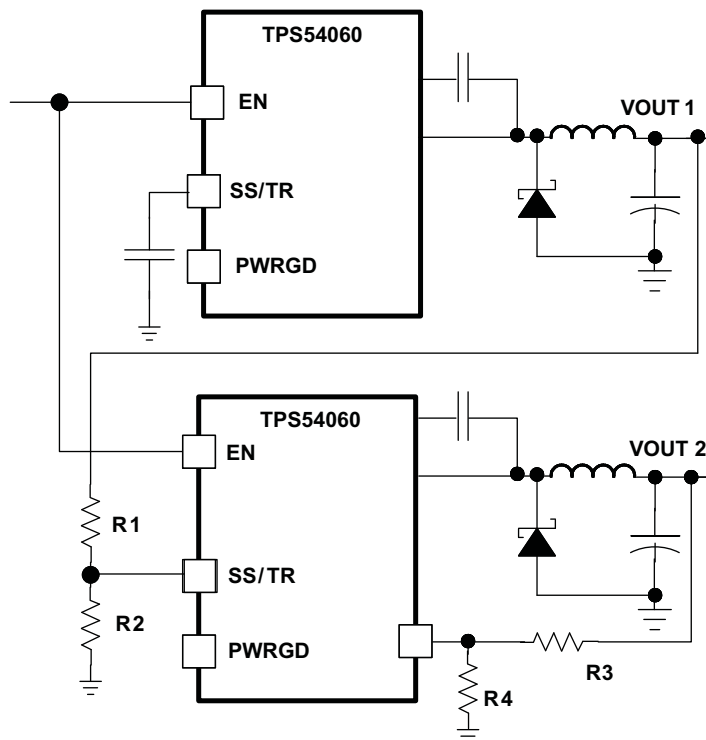 TPS54060
EN
VOUT 1
SS/TR
PWRGD
TPS54060
EN
VOUT 2
R1
SS/TR
R2
PWRGD
R3
R4